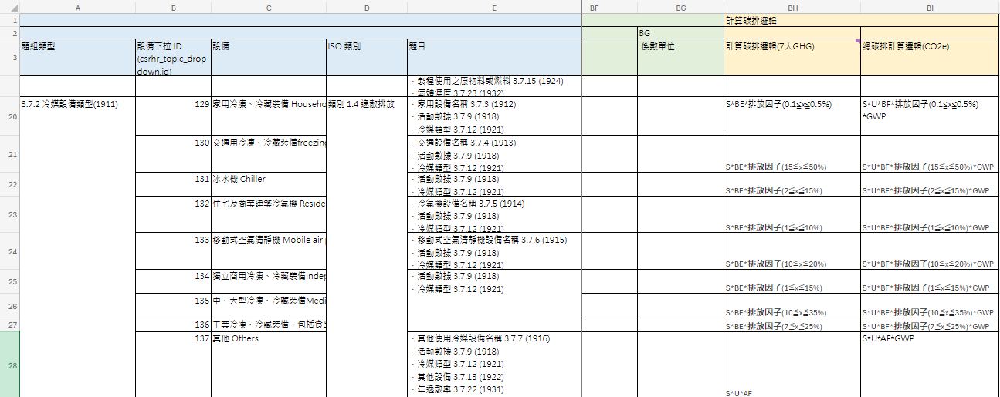 A B C D E BF BG BH BI
1 計算碳排邏輯
2 BG
3 題組類型 設備下拉 ID 設備 ISO 類別 題目 係數單位 計算碳排邏輯(7大GHG) 總碳排計算邏輯(CO2e)
(csrhr_topic_drop
down.id)
· 製程使用之原物料或燃料 3.7.15 (1924)
· 氣體濃度 3.7.23 (1932)
20 3.7.2 冷媒設備類型(1911) 129 家用冷凍、冷藏裝備 Househo 類別 1.4 逸散排放 · 家用設備名稱 3.7.3 (1912) S*BE*排放因子(0.1≦x≦0.5%) S*U*BF*排放因子(0.1≦x≦0.5%)
*GWP
· 活動數據 3.7.9 (1918)
· 冷媒類型 3.7.12 (1921)
21 130 交通用冷凍、冷藏裝備freezing · 交通設備名稱 3.7.4 (1913)
· 活動數據 3.7.9 (1918)
· 冷媒類型 3.7.12 (1921) S*BE*排放因子(15≦x≦50%) S*U*BF*排放因子(15≦x≦50%)*GWP
22 131 冰水機 Chiller · 活動數據 3.7.9 (1918)
· 冷媒類型 3.7.12 (1921) S*BE*排放因子(2≦x≦15%) S*U*BF*排放因子(2≦x≦15%)*GWP
23 132 住宅及商業建築冷氣機 Reside · 冷氣機設備名稱 3.7.5 (1914)
· 活動數據 3.7.9 (1918)
· 冷媒類型 3.7.12 (1921) S*BE*排放因子(1≦x≦10%) S*U*BF*排放因子(1≦x≦10%)*GWP
24 133 移動式空氣清靜機 Mobile air · 移動式空氣清靜機設備名稱 3.7.6 (1915)
· 活動數據 3.7.9 (1918)
· 冷媒類型 3.7.12 (1921) S*BE*排放因子(10≦x≦20%) S*U*BF*排放因子(10≦x≦20%)*GWP
25 134 獨立商用冷凍、冷藏裝備Indep · 活動數據 3.7.9 (1918)
· 冷媒類型 3.7.12 (1921) S*BE*排放因子(1≦x≦15%) S*U*BF*排放因子(1≦x≦15%)*GWP
26 135 中、大型冷凍、冷藏裝備Medi S*BE*排放因子(10≦x≦35%) S*U*BF*排放因子(10≦x≦35%)*GWP
27 136 工業冷凍、冷藏裝備，包括食品 S*BE*排放因子(7≦x≦25%) S*U*BF*排放因子(7≦x≦25%)*GWP
28 137 其他 Others · 其他使用冷媒設備名稱 3.7.7 (1916) S*U*AF*GWP
· 活動數據 3.7.9 (1918)
· 冷媒類型 3.7.12 (1921)
· 其他設備 3.7.13 (1922)
· 年逸散率 3.7.22 (1931) S*U*AF